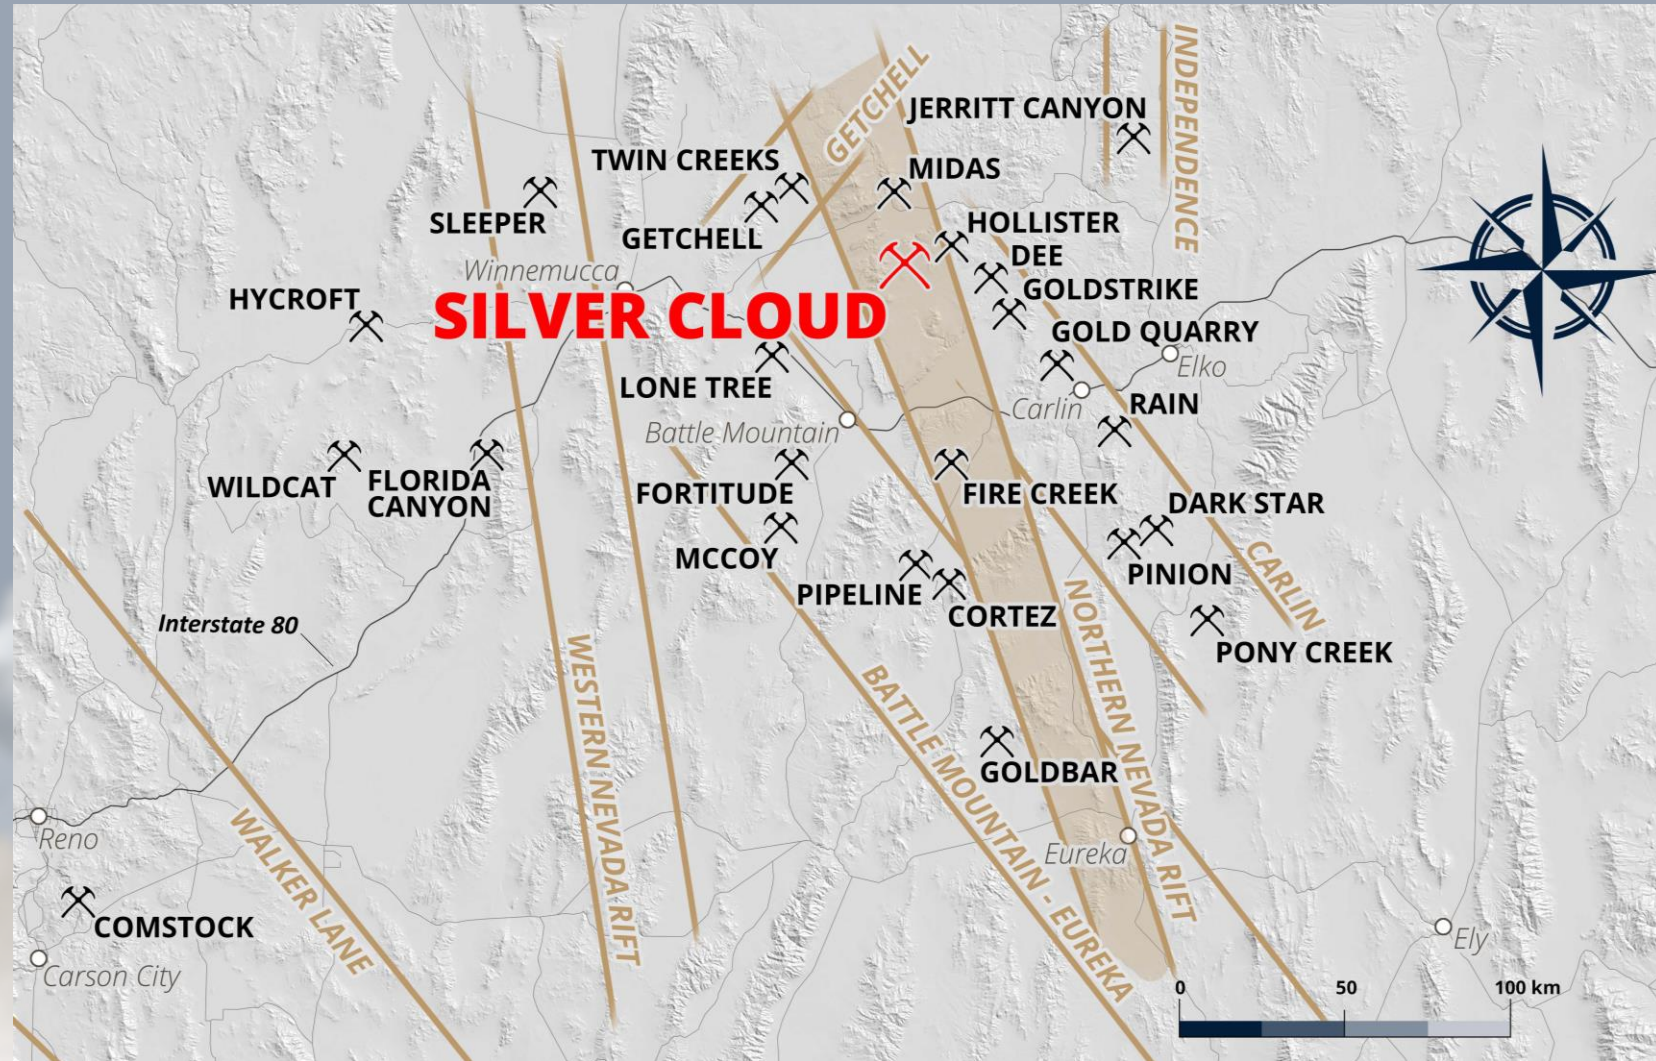 INDEPENDENCE
GETCHELL
JERRITT CANYON
TWIN CREEKS
MIDAS
SLEEPER
GETCHELL
HOLLISTER
DEE
Winnemucca
HYCROFT
GOLDSTRIKE
SILVER CLOUD
GOLD QUARRY
Elko
LONE TREE
Carlin
RAIN
Battle Mountain
WILDCAT
FLORIDA
CANYON
FORTITUDE
FIRE CREEK
DARK STAR
MCCOY
PINION
CARLIN
PIPELINE
CORTEZ
Interstate 80
PONY CREEK
WESTERN NEVADA RIFT
BATTLE MOUNTAIN - EUREKA
NORTHERN NEVADA RIFT
GOLDBAR
Reno
WALKER LANE
Eureka
COMSTOCK
Ely
Carson City
0 50 100 km